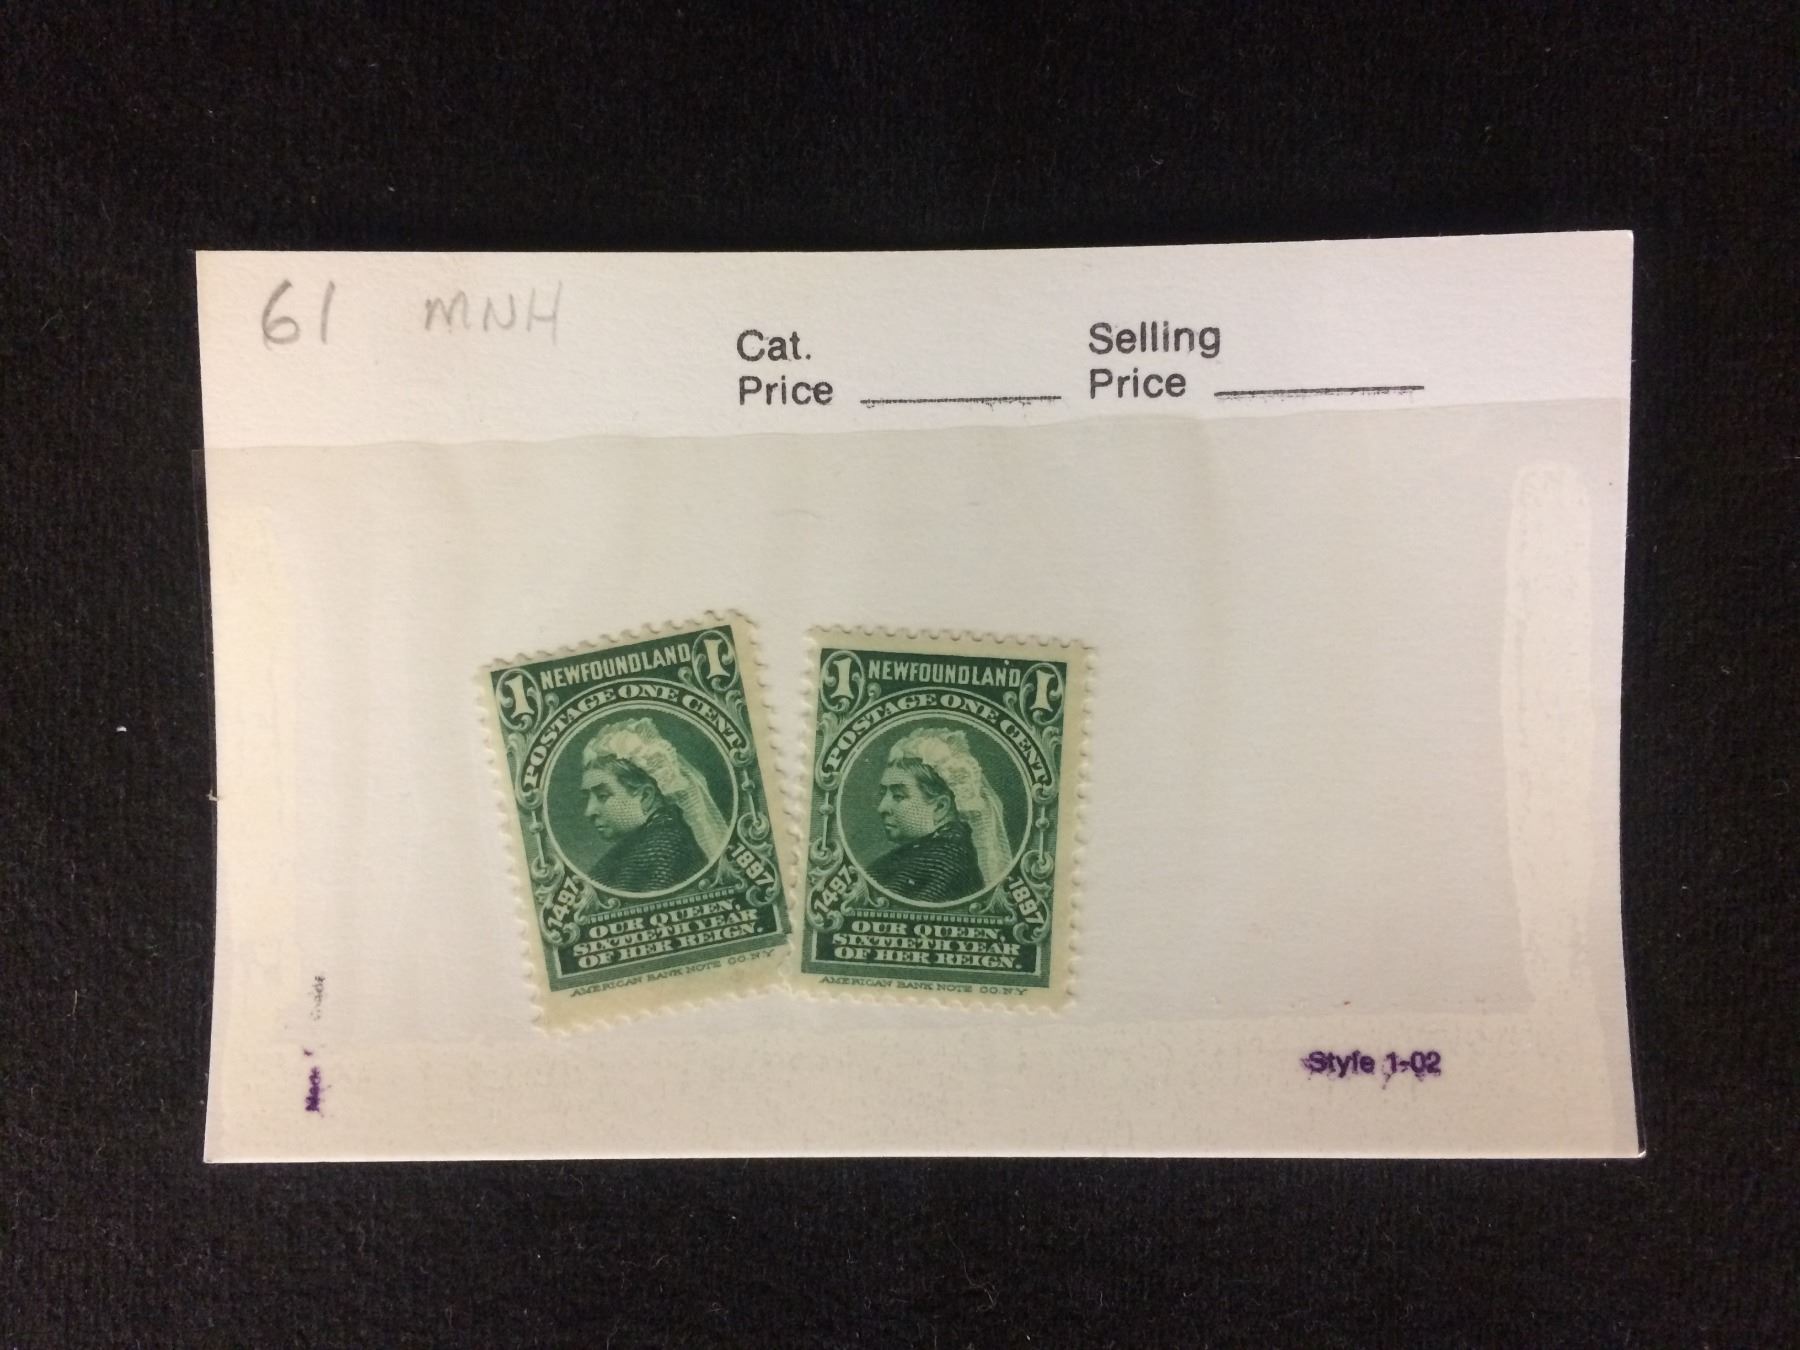 61 MNH
Cat. Price
Selling Price
1 NEWFOUNDLAND 1
POSTAGE ONE CENT
1497 1897
OUR QUEEN,
SIXTIETH YEAR
OF HER REIGN.
AMERICAN BANK NOTE CO. N.Y.
1 NEWFOUNDLAND 1
POSTAGE ONE CENT
1497 1897
OUR QUEEN,
SIXTIETH YEAR
OF HER REIGN.
AMERICAN BANK NOTE CO. N.Y.
Style 1-02